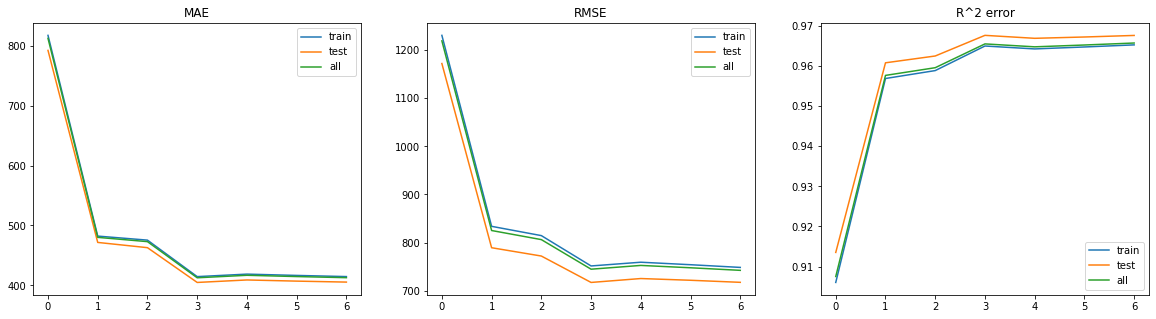 MAE
800
700
600
500
400
0 1 2 3 4 5 6
train
test
all
RMSE
1200
1100
1000
900
800
700
0 1 2 3 4 5 6
train
test
all
R^2 error
0.97
0.96
0.95
0.94
0.93
0.92
0.91
0 1 2 3 4 5 6
train
test
all